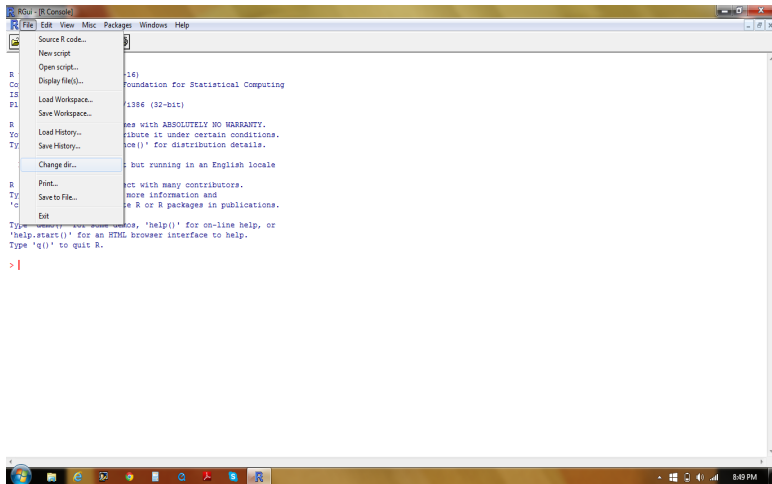 RGui - [R Console]
File Edit View Misc Packages Windows Help
Source R code...
New script
Open script...
Display file(s)...
Load Workspace...
Save Workspace...
Load History...
Save History...
Change dir...
Print...
Save to File...
Exit
R -16)
Co Foundation for Statistical Computing
IS
Pl /i386 (32-bit)
R mes with ABSOLUTELY NO WARRANTY.
Yo ribute it under certain conditions.
Ty nce()' for distribution details.
t but running in an English locale
R ect with many contributors.
Ty more information and
'c te R or R packages in publications.
Type 'demo()' for some demos, 'help()' for on-line help, or
'help.start()' for an HTML browser interface to help.
Type 'q()' to quit R.
>
8:49 PM